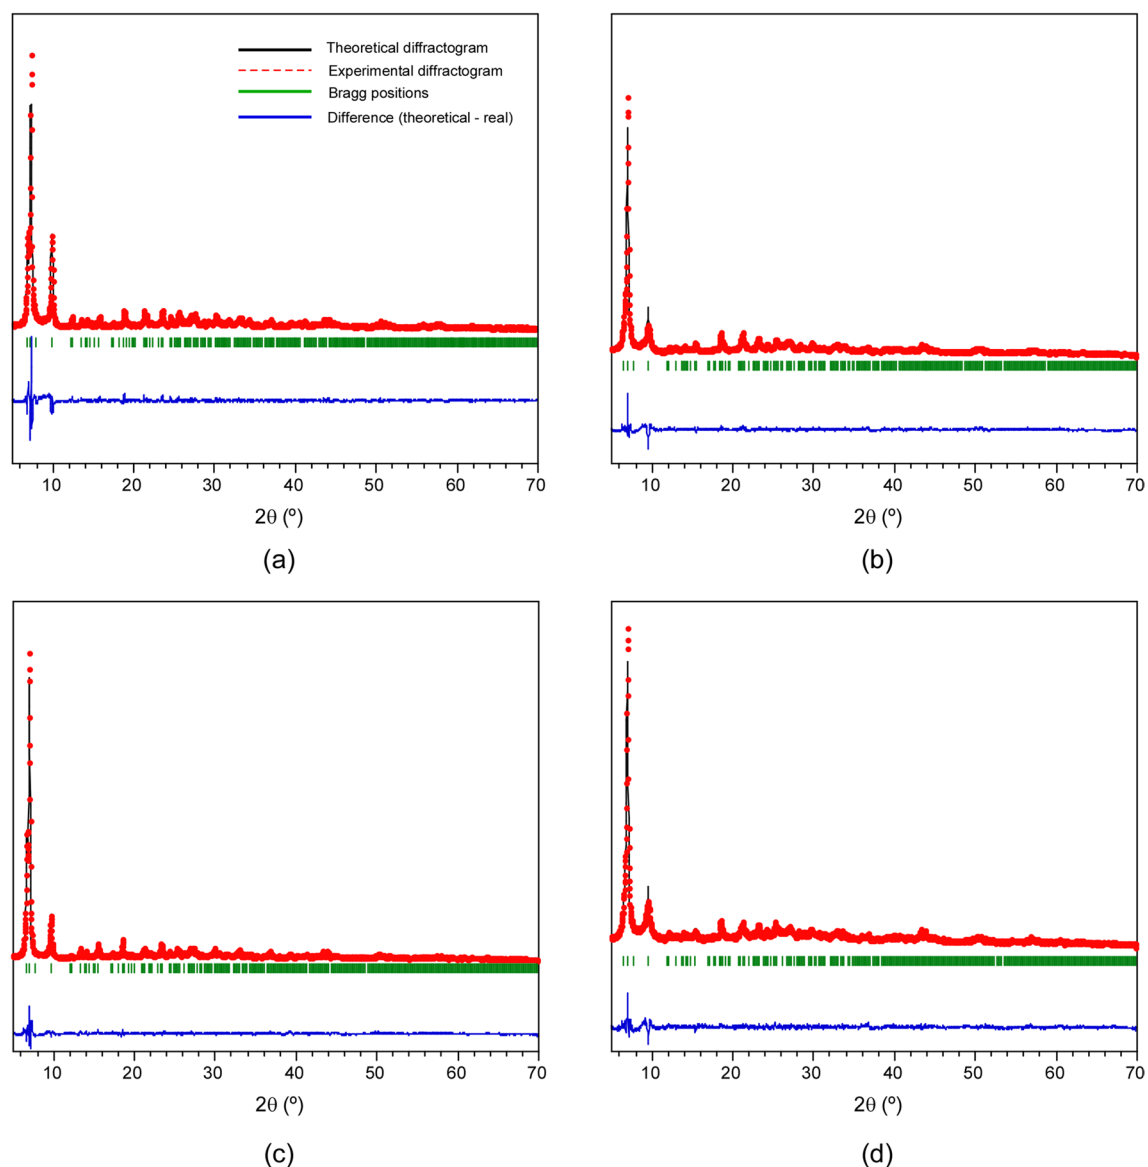 Theoretical diffractogram
Experimental diffractogram
Bragg positions
Difference (theoretical - real)
10 20 30 40 50 60 70
2θ (º)
(a)
10 20 30 40 50 60 70
2θ (º)
(b)
10 20 30 40 50 60 70
2θ (º)
(c)
10 20 30 40 50 60 70
2θ (º)
(d)